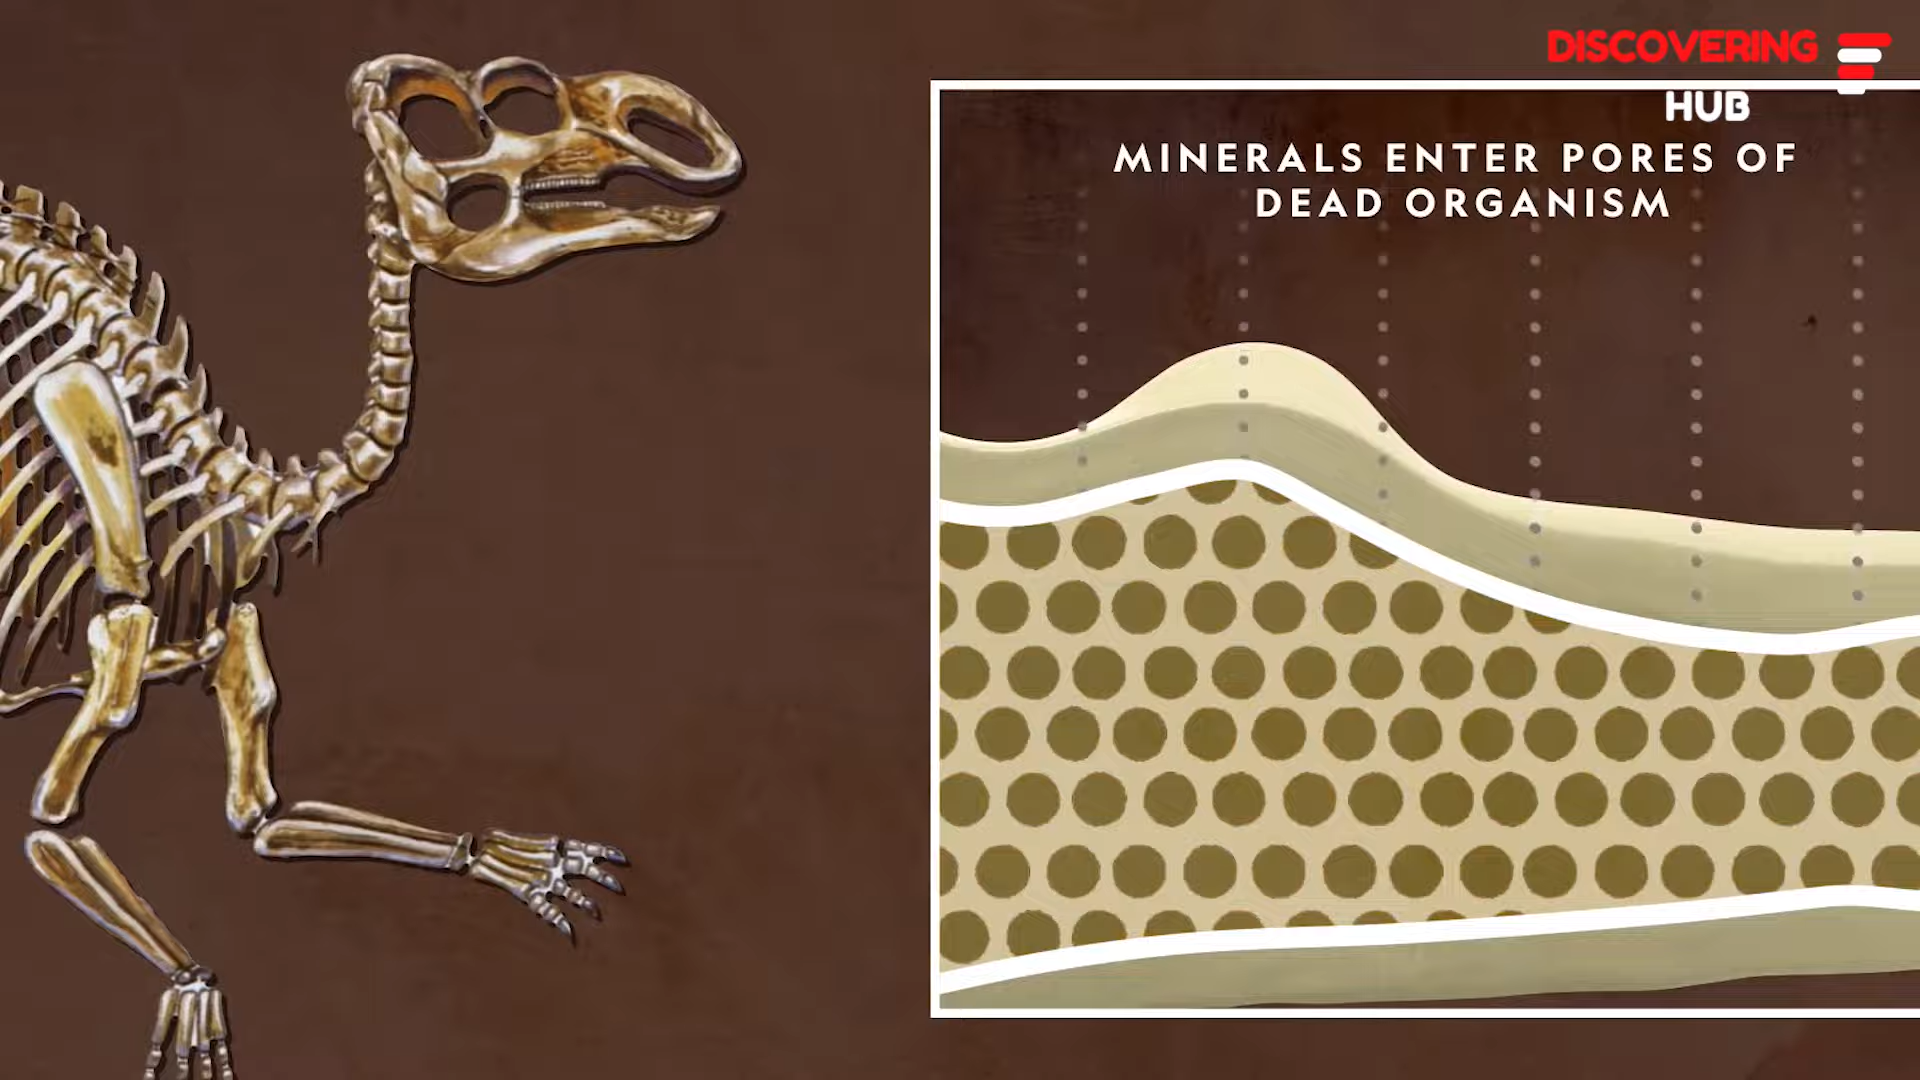 DISCOVERING
HUB
MINERALS ENTER PORES OF
DEAD ORGANISM